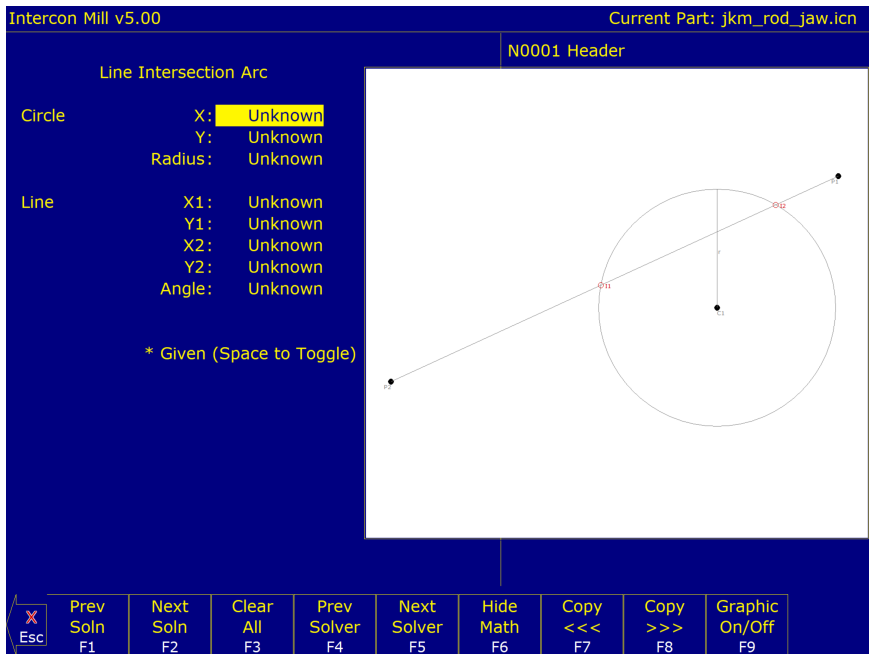 Intercon Mill v5.00
Current Part: jkm_rod_jaw.icn
N0001 Header
Line Intersection Arc
Circle X: Unknown
Y: Unknown
Radius: Unknown
Line X1: Unknown
Y1: Unknown
X2: Unknown
Y2: Unknown
Angle: Unknown
* Given (Space to Toggle)
P1
I2
I1
C1
P2
X Esc
Prev Soln F1
Next Soln F2
Clear All F3
Prev Solver F4
Next Solver F5
Hide Math F6
Copy <<< F7
Copy >>> F8
Graphic On/Off F9